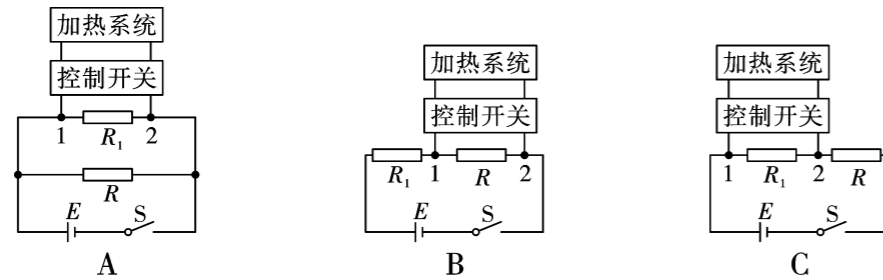 加热系统
控制开关
1 R₁ 2
R
E S
A
加热系统
控制开关
R₁ 1 R 2
E S
B
加热系统
控制开关
1 R₁ 2 R
E S
C